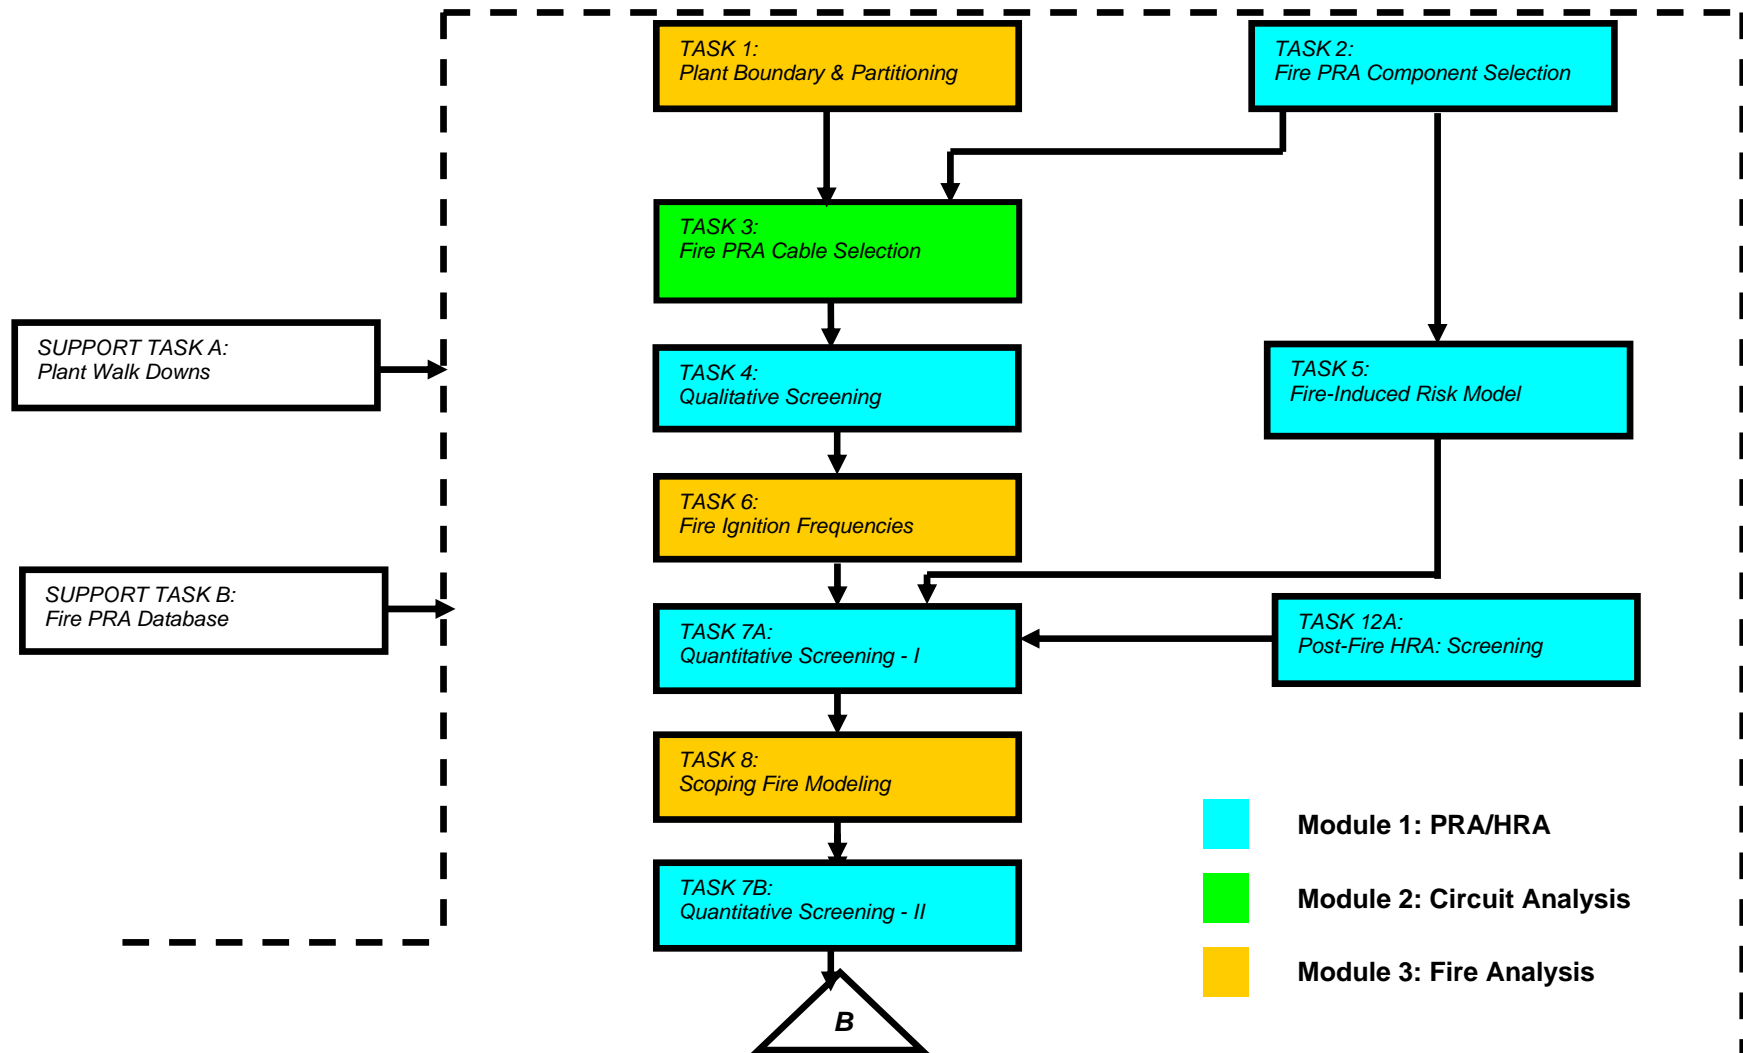 TASK 1:
Plant Boundary & Partitioning
TASK 2:
Fire PRA Component Selection
TASK 3:
Fire PRA Cable Selection
SUPPORT TASK A:
Plant Walk Downs
TASK 4:
Qualitative Screening
TASK 5:
Fire-Induced Risk Model
TASK 6:
Fire Ignition Frequencies
SUPPORT TASK B:
Fire PRA Database
TASK 7A:
Quantitative Screening - I
TASK 12A:
Post-Fire HRA: Screening
TASK 8:
Scoping Fire Modeling
TASK 7B:
Quantitative Screening - II
Module 1: PRA/HRA
Module 2: Circuit Analysis
Module 3: Fire Analysis
B